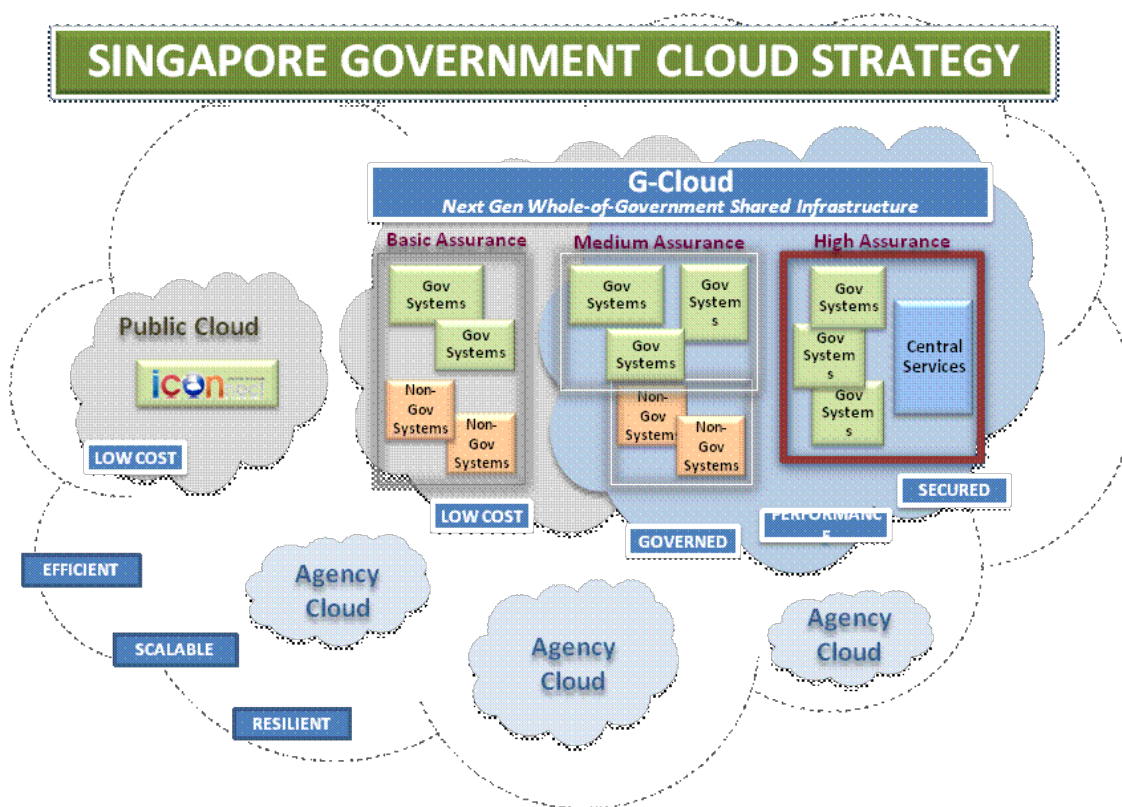 SINGAPORE GOVERNMENT CLOUD STRATEGY
G-Cloud
Next Gen Whole-of-Government Shared Infrastructure
Basic Assurance
Medium Assurance
High Assurance
Gov
Systems
Gov
Systems
Non-
Gov
Systems
Non-
Gov
Systems
Gov
Systems
Gov
System
s
Gov
Systems
Non-
Gov
Systems
Non-
Gov
Systems
Gov
Systems
Gov
System
s
Gov
System
s
Central
Services
Public Cloud
LOW COST
LOW COST
GOVERNED
PERFORMANC
E
SECURED
EFFICIENT
SCALABLE
RESILIENT
Agency
Cloud
Agency
Cloud
Agency
Cloud